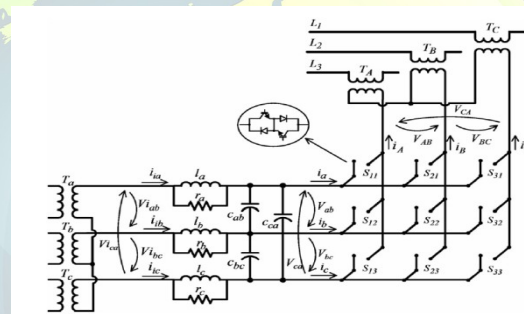 L1 TC
L2 TB
L3 TA
VCA
iA VAB iB VBC i
Ta iia la ia S11 S21 S31
ra
Viab cab cca Vab
Tb iib lb ib S12 S22 S32
rb
Vica Vibc cbc Vca Vbc
Tc iic lc ic S13 S23 S33
rc